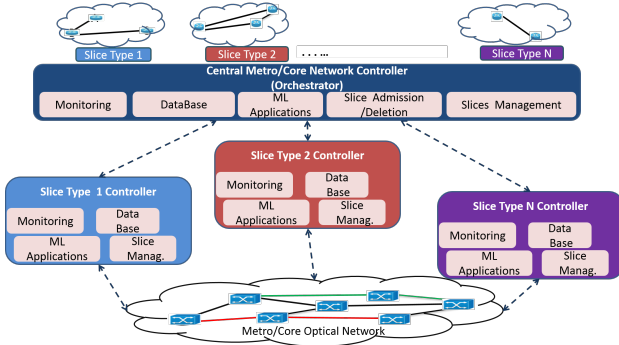 Slice Type 1
Slice Type 2
. . ....
Slice Type N
Central Metro/Core Network Controller
(Orchestrator)
Monitoring
DataBase
ML
Applications
Slice Admission
/Deletion
Slices Management
Slice Type 1 Controller
Monitoring
Data
Base
ML
Applications
Slice
Manag.
Slice Type 2 Controller
Monitoring
Data
Base
ML
Applications
Slice
Manag.
Slice Type N Controller
Monitoring
Data
Base
ML
Applications
Slice
Manag.
Metro/Core Optical Network